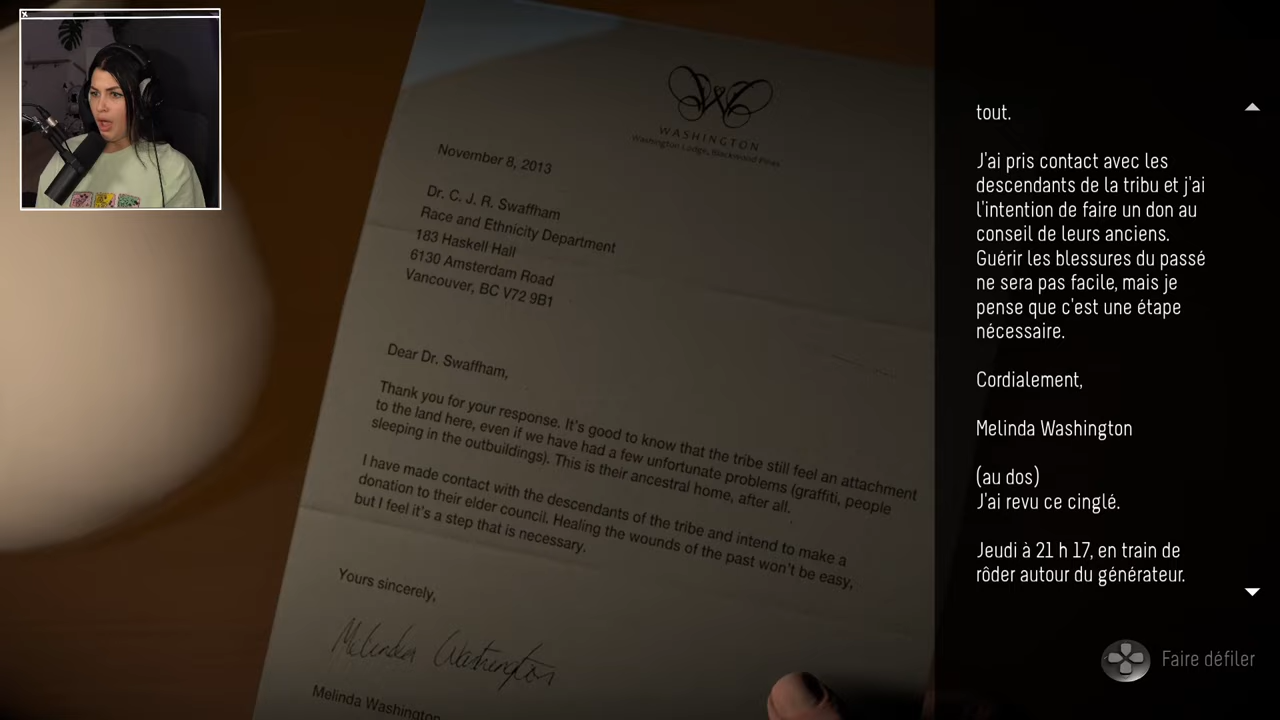 WASHINGTON
Washington Lodge, Blackwood Pines
November 8, 2013
Dr. C. J. R. Swaffham
Race and Ethnicity Department
183 Haskell Hall
6130 Amsterdam Road
Vancouver, BC V72 9B1
Dear Dr. Swaffham,
Thank you for your response. It's good to know that the tribe still feel an attachment
to the land here, even if we have had a few unfortunate problems (graffiti, people
sleeping in the outbuildings). This is their ancestral home, after all.
I have made contact with the descendants of the tribe and intend to make a
donation to their elder council. Healing the wounds of the past won't be easy,
but I feel it's a step that is necessary.
Yours sincerely,
Melinda Washington
Melinda Washington
tout.
J'ai pris contact avec les
descendants de la tribu et j'ai
l'intention de faire un don au
conseil de leurs anciens.
Guérir les blessures du passé
ne sera pas facile, mais je
pense que c'est une étape
nécessaire.
Cordialement,
Melinda Washington
(au dos)
J'ai revu ce cinglé.
Jeudi à 21 h 17, en train de
rôder autour du générateur.
Faire défiler